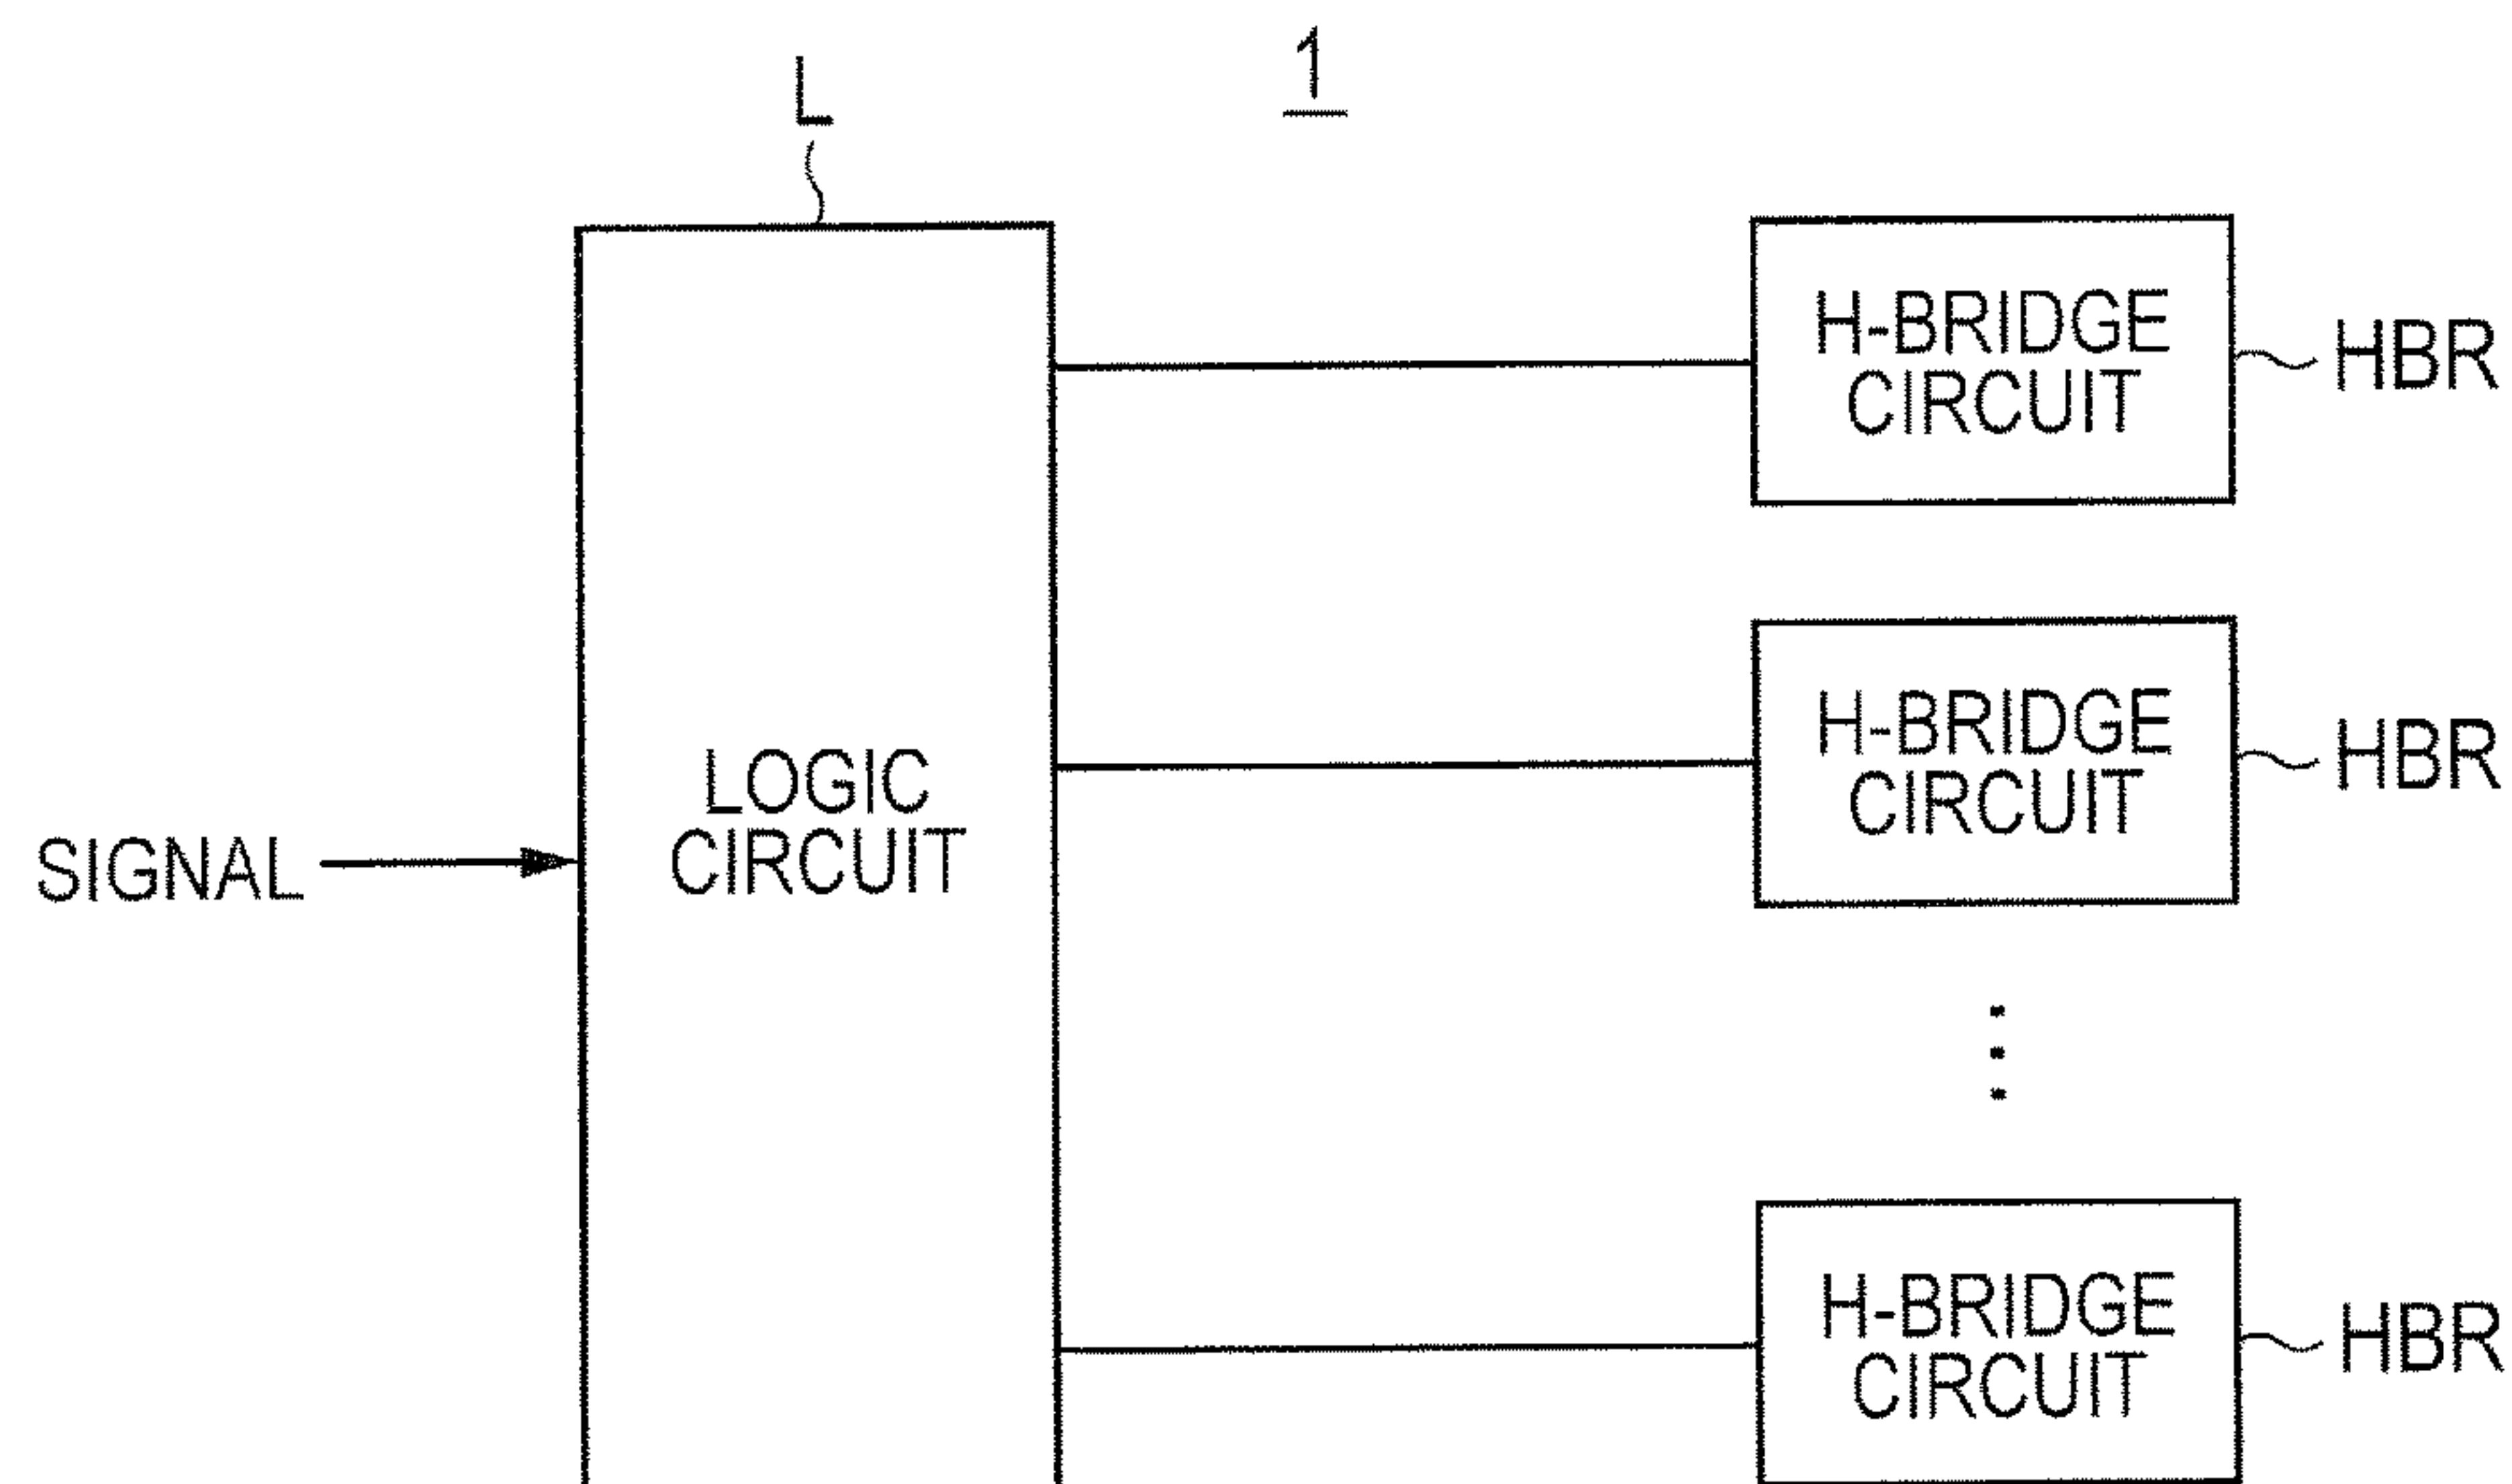 1
L
H-BRIDGE
CIRCUIT
HBR
H-BRIDGE
CIRCUIT
HBR
LOGIC
CIRCUIT
SIGNAL
H-BRIDGE
CIRCUIT
HBR